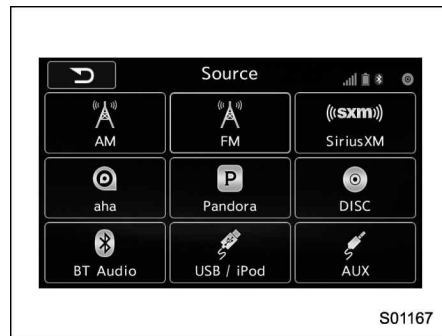 Source
AM
FM
((sxm))
SiriusXM
aha
P
Pandora
DISC
BT Audio
USB / iPod
AUX
S01167